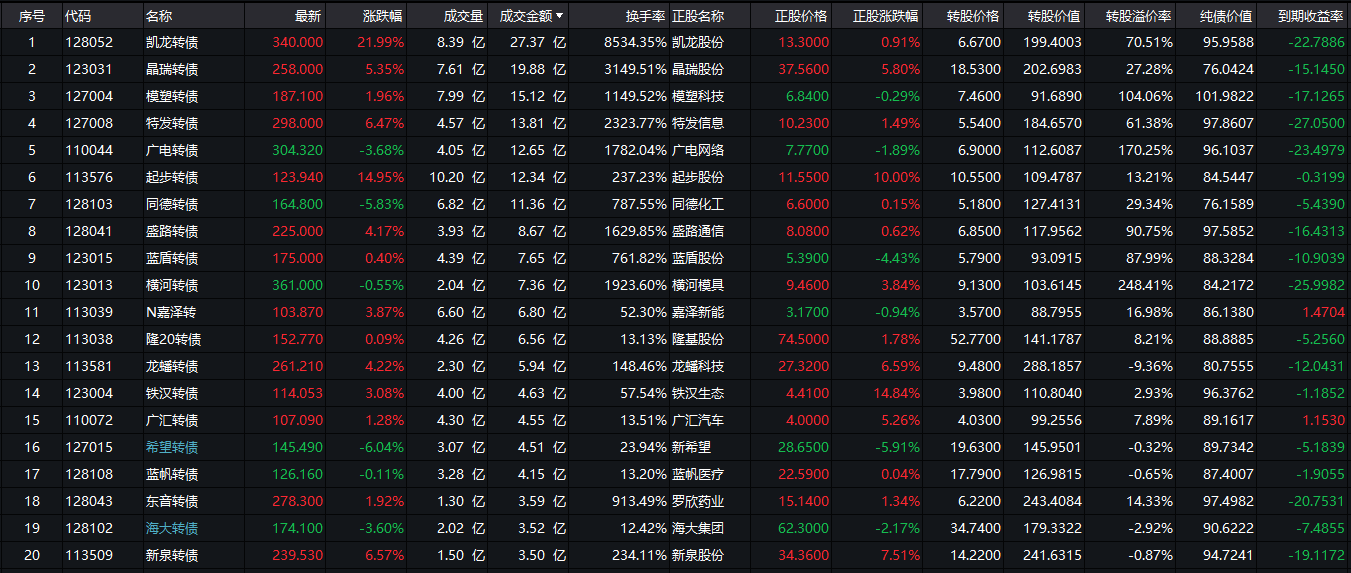 序号 代码 名称 最新 涨跌幅 成交量 成交金额▼ 换手率 正股名称 正股价格 正股涨跌幅 转股价格 转股价值 转股溢价率 纯债价值 到期收益率
1 128052 凯龙转债 340.000 21.99% 8.39 亿 27.37 亿 8534.35% 凯龙股份 13.3000 0.91% 6.6700 199.4003 70.51% 95.9588 -22.7886
2 123031 晶瑞转债 258.000 5.35% 7.61 亿 19.88 亿 3149.51% 晶瑞股份 37.5600 5.80% 18.5300 202.6983 27.28% 76.0424 -15.1450
3 127004 模塑转债 187.100 1.96% 7.99 亿 15.12 亿 1149.52% 模塑科技 6.8400 -0.29% 7.4600 91.6890 104.06% 101.9822 -17.1265
4 127008 特发转债 298.000 6.47% 4.57 亿 13.81 亿 2323.77% 特发信息 10.2300 1.49% 5.5400 184.6570 61.38% 97.8607 -27.0500
5 110044 广电转债 304.320 -3.68% 4.05 亿 12.65 亿 1782.04% 广电网络 7.7700 -1.89% 6.9000 112.6087 170.25% 96.1037 -23.4979
6 113576 起步转债 123.940 14.95% 10.20 亿 12.34 亿 237.23% 起步股份 11.5500 10.00% 10.5500 109.4787 13.21% 84.5447 -0.3199
7 128103 同德转债 164.800 -5.83% 6.82 亿 11.36 亿 787.55% 同德化工 6.6000 0.15% 5.1800 127.4131 29.34% 76.1589 -5.4390
8 128041 盛路转债 225.000 4.17% 3.93 亿 8.67 亿 1629.85% 盛路通信 8.0800 0.62% 6.8500 117.9562 90.75% 97.5852 -16.4313
9 123015 蓝盾转债 175.000 0.40% 4.39 亿 7.65 亿 761.82% 蓝盾股份 5.3900 -4.43% 5.7900 93.0915 87.99% 88.3284 -10.9039
10 123013 横河转债 361.000 -0.55% 2.04 亿 7.36 亿 1923.60% 横河模具 9.4600 3.84% 9.1300 103.6145 248.41% 84.2172 -25.9982
11 113039 N嘉泽转 103.870 3.87% 6.60 亿 6.80 亿 52.30% 嘉泽新能 3.1700 -0.94% 3.5700 88.7955 16.98% 86.1380 1.4704
12 113038 隆20转债 152.770 0.09% 4.26 亿 6.56 亿 13.13% 隆基股份 74.5000 1.78% 52.7700 141.1787 8.21% 88.8885 -5.2560
13 113581 龙蟠转债 261.210 4.22% 2.30 亿 5.94 亿 148.46% 龙蟠科技 27.3200 6.59% 9.4800 288.1857 -9.36% 80.7555 -12.0431
14 123004 铁汉转债 114.053 3.08% 4.00 亿 4.63 亿 57.54% 铁汉生态 4.4100 14.84% 3.9800 110.8040 2.93% 96.3762 -1.1852
15 110072 广汇转债 107.090 1.28% 4.30 亿 4.55 亿 13.51% 广汇汽车 4.0000 5.26% 4.0300 99.2556 7.89% 89.1617 1.1530
16 127015 希望转债 145.490 -6.04% 3.07 亿 4.51 亿 23.94% 新希望 28.6500 -5.91% 19.6300 145.9501 -0.32% 89.7342 -5.1839
17 128108 蓝帆转债 126.160 -0.11% 3.28 亿 4.15 亿 13.20% 蓝帆医疗 22.5900 0.04% 17.7900 126.9815 -0.65% 87.4007 -1.9055
18 128043 东音转债 278.300 1.92% 1.30 亿 3.59 亿 913.49% 罗欣药业 15.1400 1.34% 6.2200 243.4084 14.33% 97.4982 -20.7531
19 128102 海大转债 174.100 -3.60% 2.02 亿 3.52 亿 12.42% 海大集团 62.3000 -2.17% 34.7400 179.3322 -2.92% 90.6222 -7.4855
20 113509 新泉转债 239.530 6.57% 1.50 亿 3.50 亿 234.11% 新泉股份 34.3600 7.51% 14.2200 241.6315 -0.87% 94.7241 -19.1172